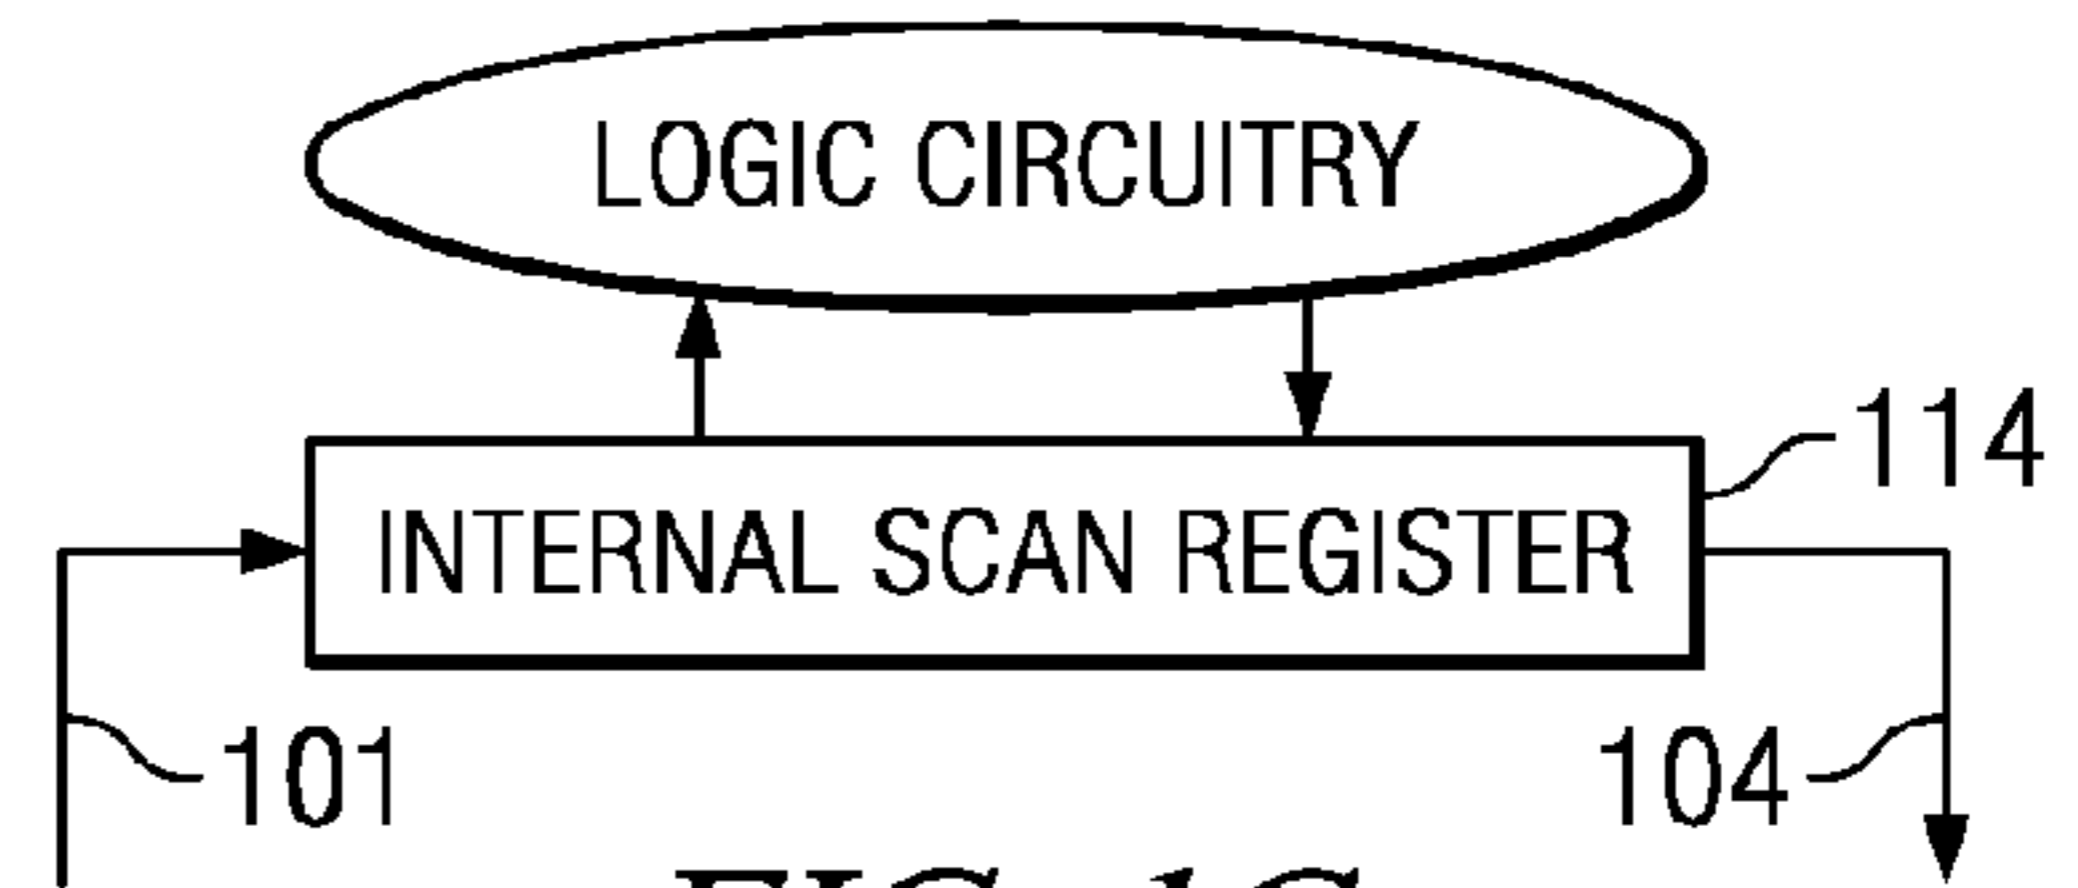 LOGIC CIRCUITRY
114
INTERNAL SCAN REGISTER
101
104